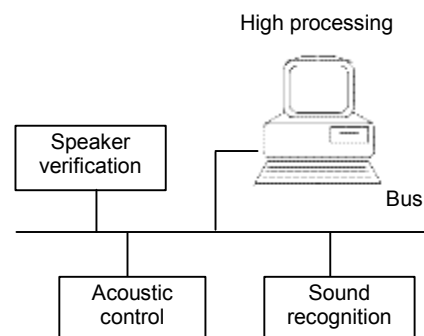 High processing
Speaker
verification
Bus
Acoustic
control
Sound
recognition